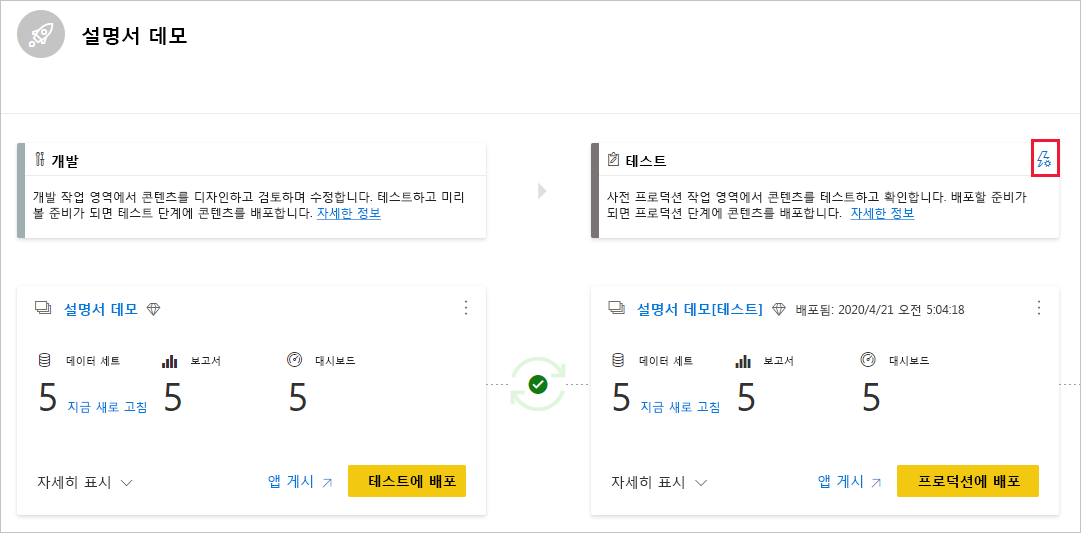 설명서 데모
개발
개발 작업 영역에서 콘텐츠를 디자인하고 검토하며 수정합니다. 테스트하고 미리
볼 준비가 되면 테스트 단계에 콘텐츠를 배포합니다. 자세한 정보
테스트
사전 프로덕션 작업 영역에서 콘텐츠를 테스트하고 확인합니다. 배포할 준비가
되면 프로덕션 단계에 콘텐츠를 배포합니다. 자세한 정보
설명서 데모
데이터 세트 보고서 대시보드
5 지금 새로 고침 5 5
자세히 표시 앱 게시 테스트에 배포
설명서 데모[테스트] 배포됨: 2020/4/21 오전 5:04:18
데이터 세트 보고서 대시보드
5 지금 새로 고침 5 5
자세히 표시 앱 게시 프로덕션에 배포